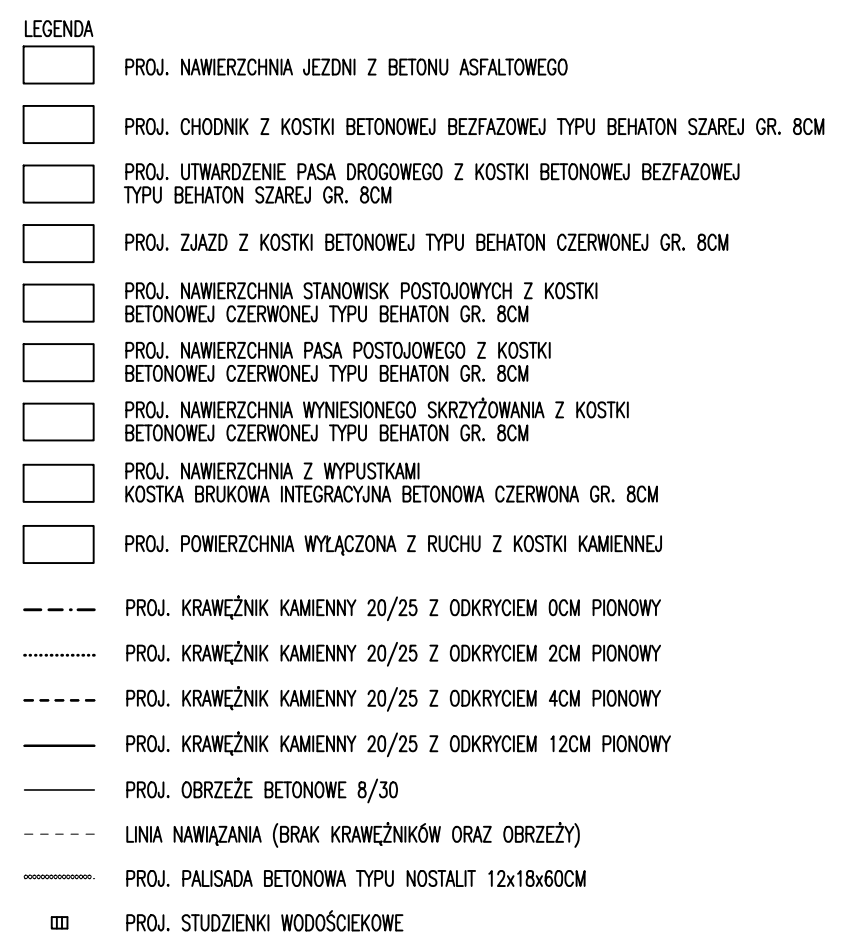 LEGENDA
PROJ. NAWIERZCHNIA JEZDNI Z BETONU ASFALTOWEGO
PROJ. CHODNIK Z KOSTKI BETONOWEJ BEZFAZOWEJ TYPU BEHATON SZAREJ GR. 8CM
PROJ. UTWARDZENIE PASA DROGOWEGO Z KOSTKI BETONOWEJ BEZFAZOWEJ
TYPU BEHATON SZAREJ GR. 8CM
PROJ. ZJAZD Z KOSTKI BETONOWEJ TYPU BEHATON CZERWONEJ GR. 8CM
PROJ. NAWIERZCHNIA STANOWISK POSTOJOWYCH Z KOSTKI
BETONOWEJ CZERWONEJ TYPU BEHATON GR. 8CM
PROJ. NAWIERZCHNIA PASA POSTOJOWEGO Z KOSTKI
BETONOWEJ CZERWONEJ TYPU BEHATON GR. 8CM
PROJ. NAWIERZCHNIA WYNIESIONEGO SKRZYŻOWANIA Z KOSTKI
BETONOWEJ CZERWONEJ TYPU BEHATON GR. 8CM
PROJ. NAWIERZCHNIA Z WYPUSTKAMI
KOSTKA BRUKOWA INTEGRACYJNA BETONOWA CZERWONA GR. 8CM
PROJ. POWIERZCHNIA WYŁĄCZONA Z RUCHU Z KOSTKI KAMIENNEJ
PROJ. KRAWĘŻNIK KAMIENNY 20/25 Z ODKRYCIEM 0CM PIONOWY
PROJ. KRAWĘŻNIK KAMIENNY 20/25 Z ODKRYCIEM 2CM PIONOWY
PROJ. KRAWĘŻNIK KAMIENNY 20/25 Z ODKRYCIEM 4CM PIONOWY
PROJ. KRAWĘŻNIK KAMIENNY 20/25 Z ODKRYCIEM 12CM PIONOWY
PROJ. OBRZEŻE BETONOWE 8/30
LINIA NAWIĄZANIA (BRAK KRAWĘŻNIKÓW ORAZ OBRZEŻY)
PROJ. PALISADA BETONOWA TYPU NOSTALIT 12x18x60CM
PROJ. STUDZIENKI WODOŚCIEKOWE